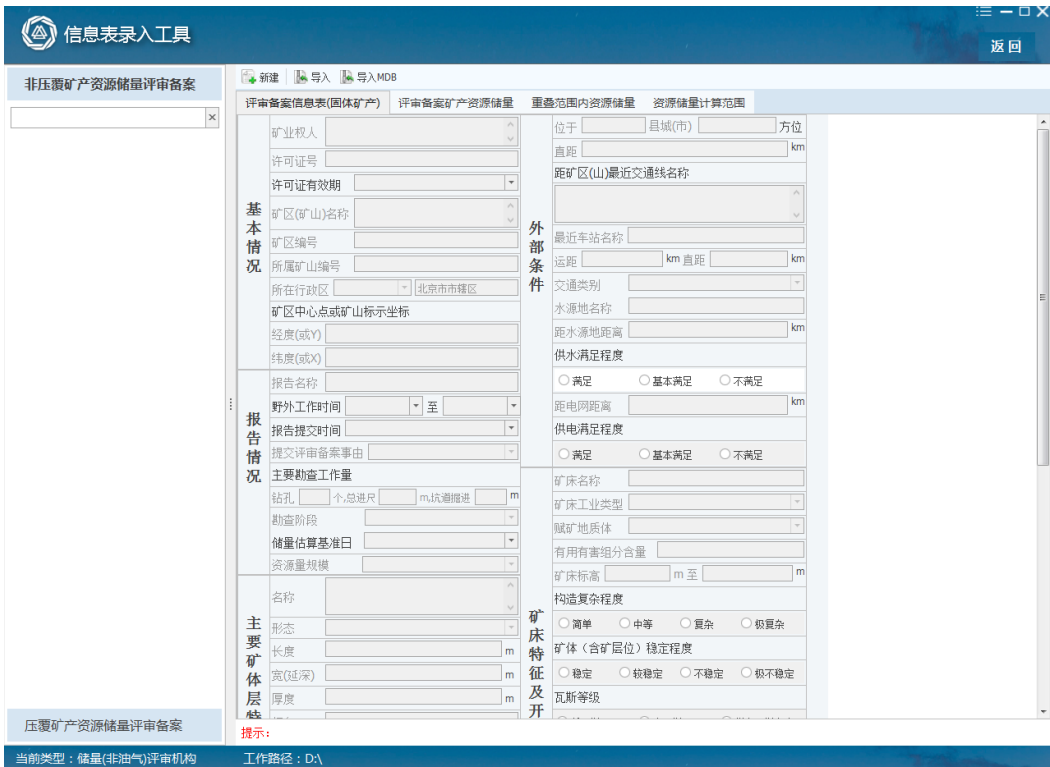 信息表录入工具
返回
非压覆矿产资源储量评审备案
新建 导入 导入MDB
评审备案信息表(固体矿产) 评审备案矿产资源储量 重叠范围内资源储量 资源储量计算范围
基本情况
矿业权人
许可证号
许可证有效期
矿区(矿山)名称
矿区编号
所属矿山编号
所在行政区 北京市市辖区
矿区中心点或矿山标示坐标
经度(或Y)
纬度(或X)
报告情况
报告名称
野外工作时间 至
报告提交时间
提交评审备案事由
主要勘查工作量
钻孔 个,总进尺 m,坑道掘进 m
勘查阶段
储量估算基准日
资源量规模
主要矿体层特
名称
形态
长度 m
宽(延深) m
厚度 m
外部条件
位于 县城(市) 方位
直距 km
距矿区(山)最近交通线名称
最近车站名称
运距 km 直距 km
交通类别
水源地名称
距水源地距离 km
供水满足程度
满足 基本满足 不满足
距电网距离 km
供电满足程度
满足 基本满足 不满足
矿床特征及开
矿床名称
矿床工业类型
赋矿地质体
有用有害组分含量
矿床标高 m 至 m
构造复杂程度
简单 中等 复杂 极复杂
矿体（含矿层位）稳定程度
稳定 较稳定 不稳定 极不稳定
瓦斯等级
压覆矿产资源储量评审备案
提示：
当前类型：储量(非油气)评审机构 工作路径：D:\